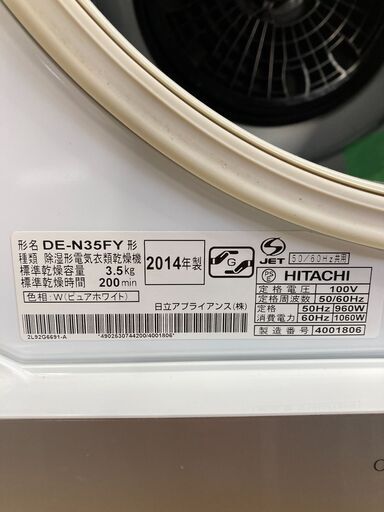 形名 DE-N35FY 形
種類 除湿形電気衣類乾燥機
標準乾燥容量 3.5kg
標準乾燥時間 200min
2014年製
G
S-JET
50/60Hz共用
PSE HITACHI
定格電圧 100V
定格周波数 50/60Hz
定格消費電力 50Hz 960W
60Hz 1060W
製造番号 4001806
色相:W(ピュアホワイト)
日立アプライアンス(株)
2L92G6691-A
*4902530744200/4001806*